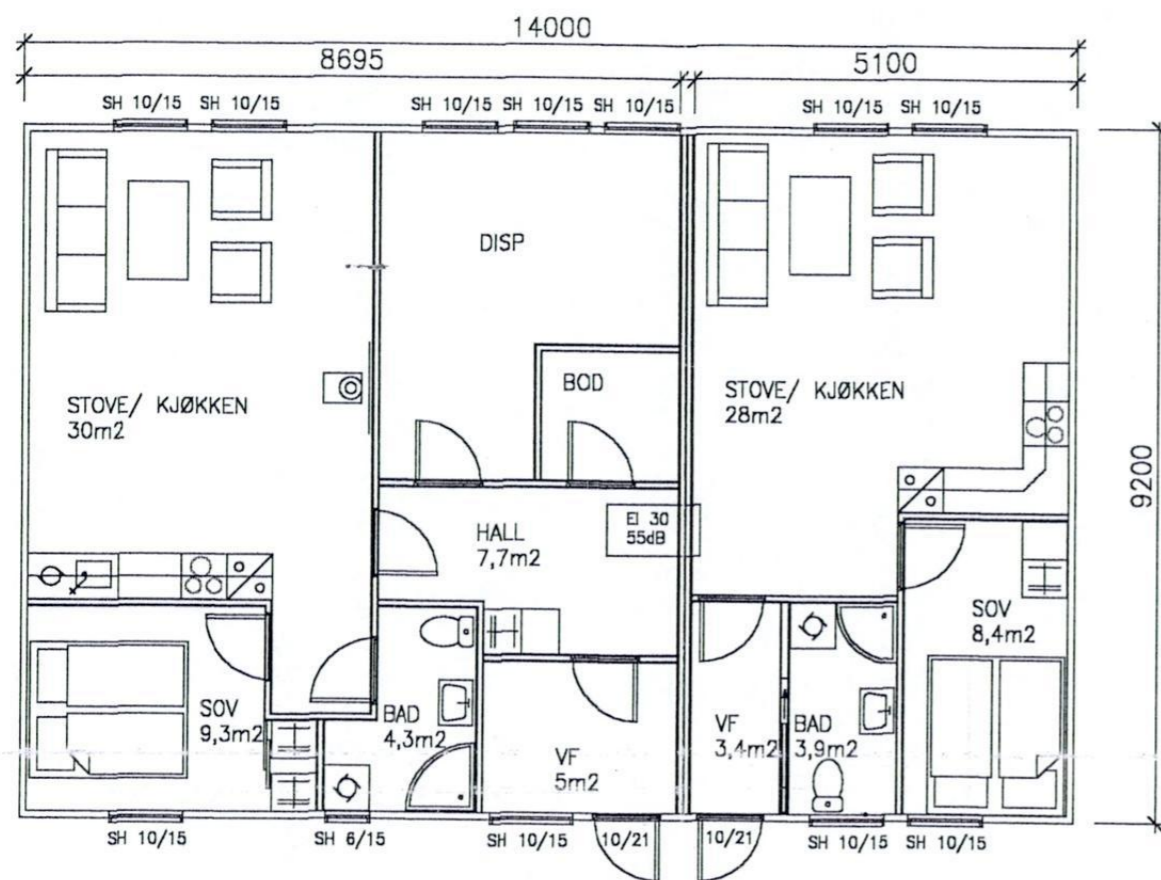 14000
8695
5100
SH 10/15
SH 10/15
SH 10/15
SH 10/15
SH 10/15
SH 10/15
SH 10/15
DISP
BOD
STOVE/ KJØKKEN
30m2
STOVE/ KJØKKEN
28m2
9200
HALL
7,7m2
EI 30
55dB
SOV
8,4m2
SOV
9,3m2
BAD
4,3m2
VF
5m2
VF
3,4m2
BAD
3,9m2
SH 10/15
SH 6/15
SH 10/15
10/21
10/21
SH 10/15
SH 10/15